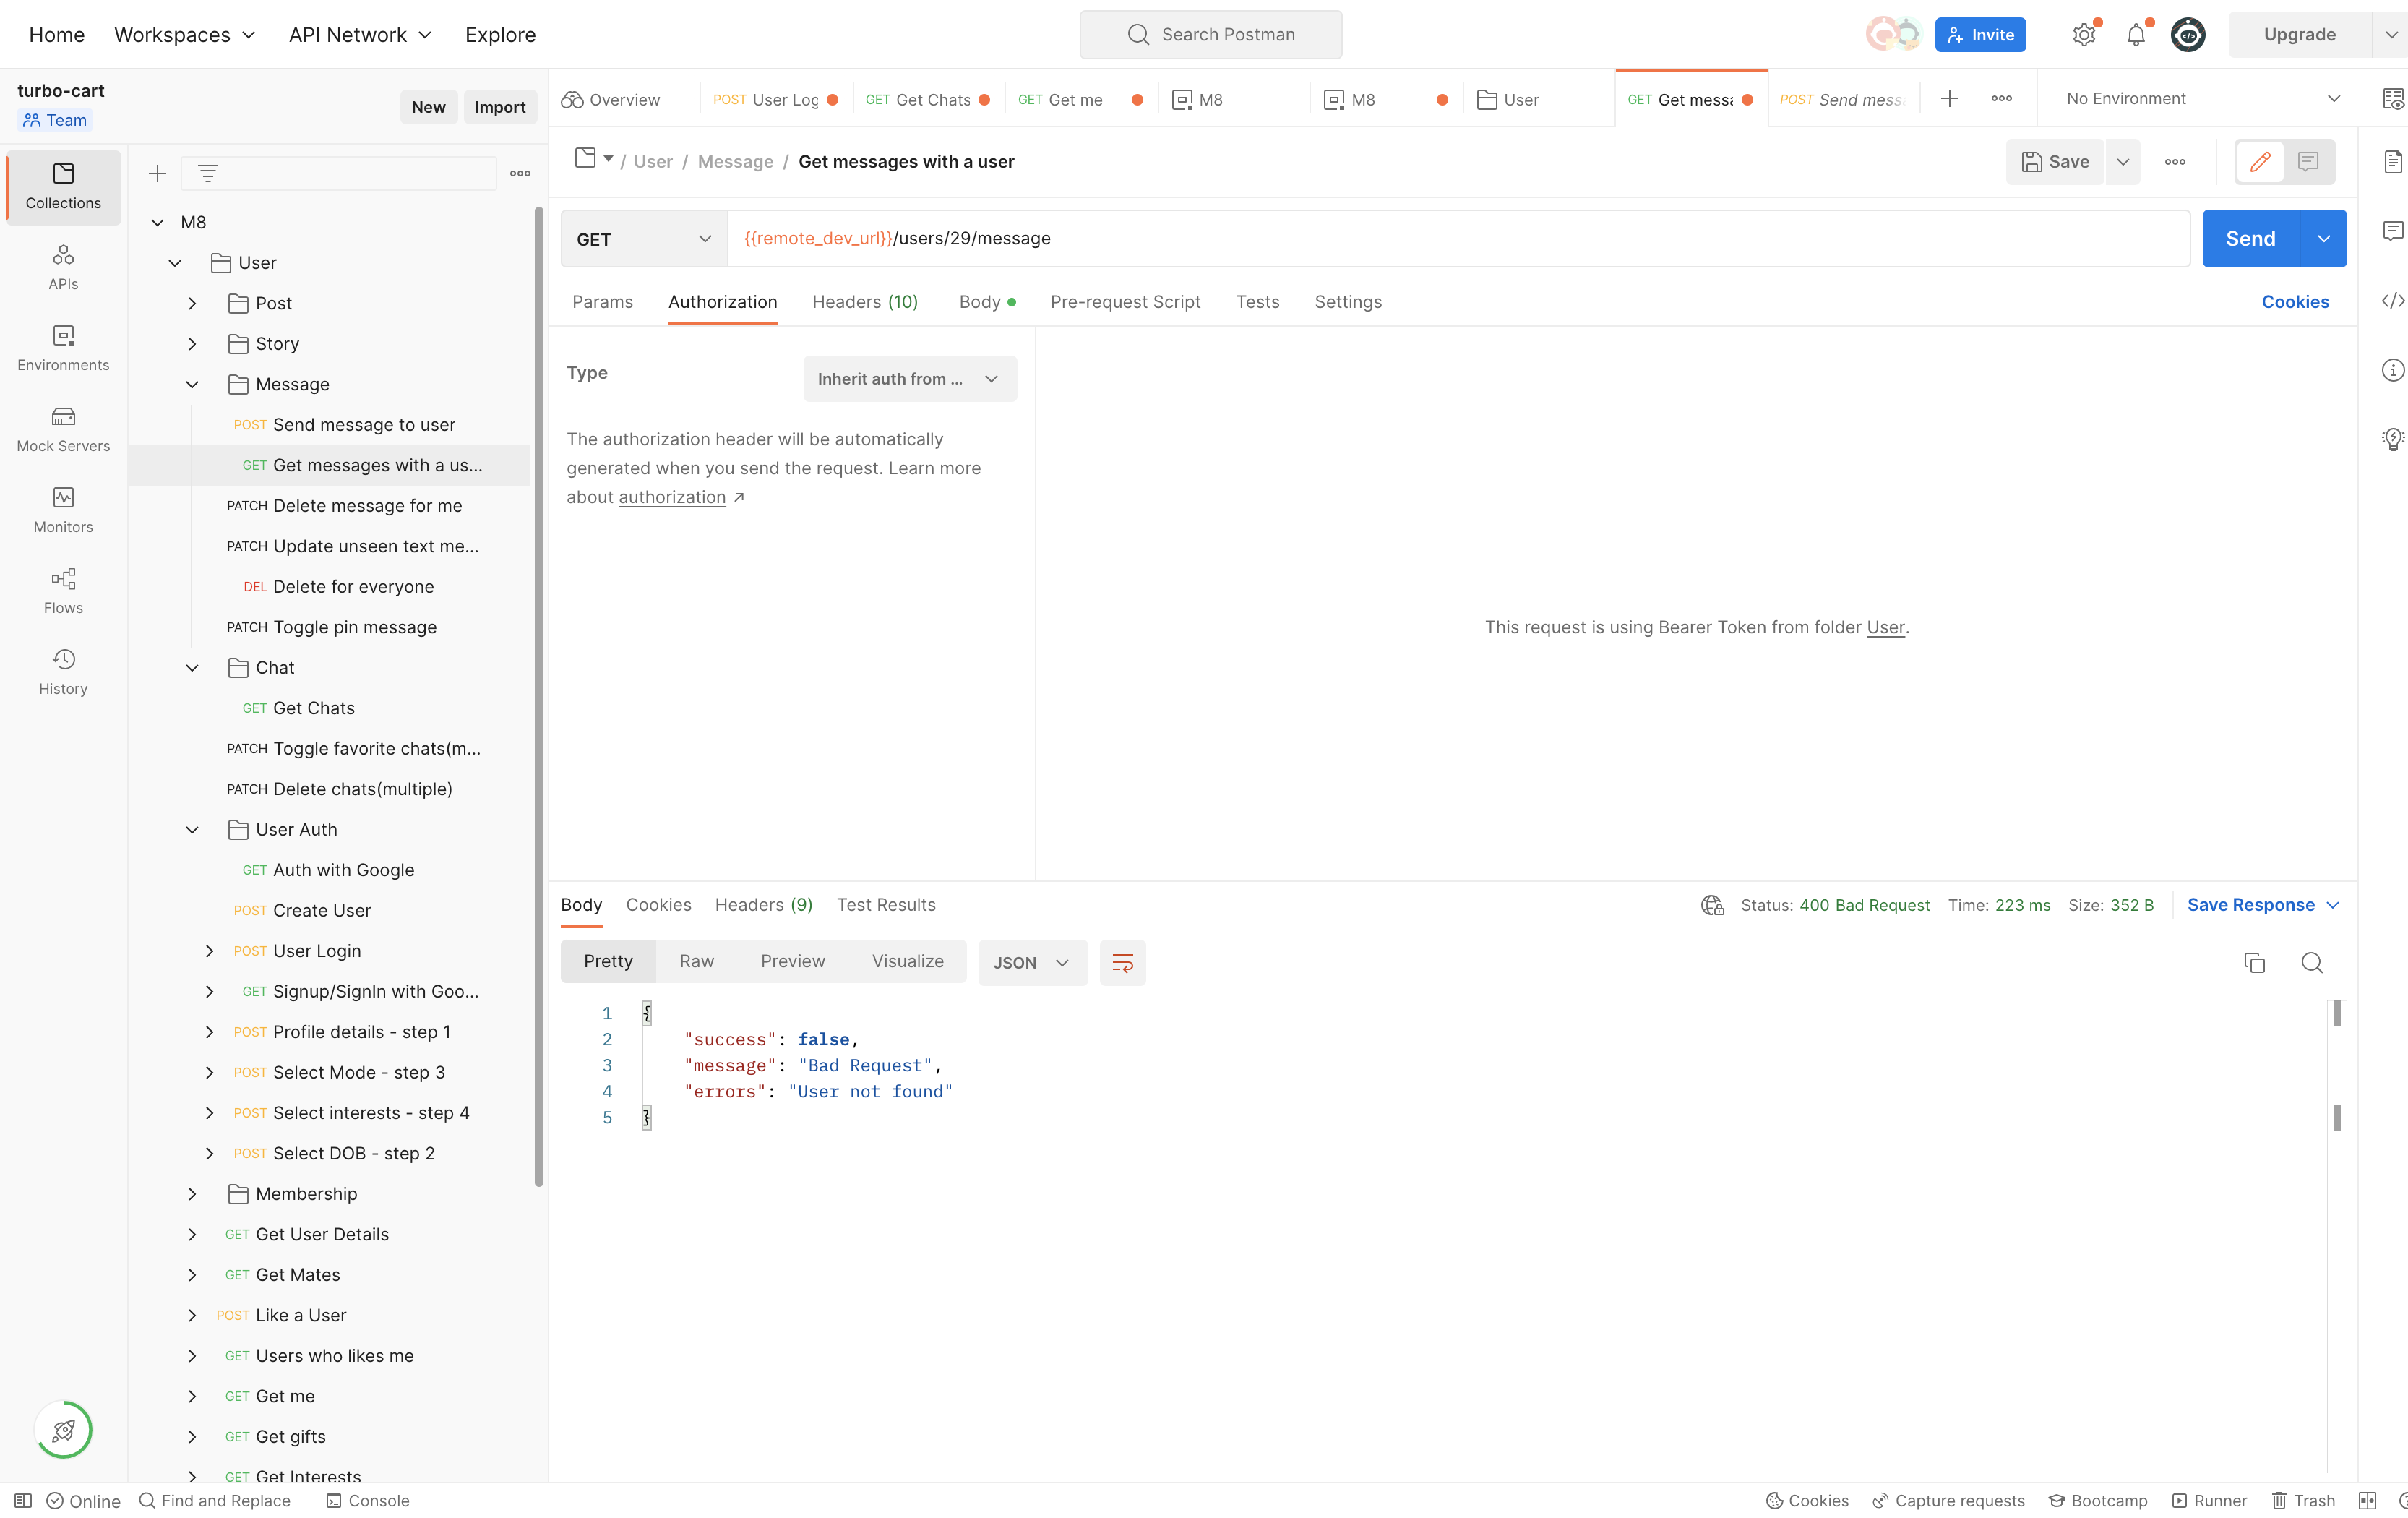 Home Workspaces API Network Explore Search Postman Invite Upgrade
turbo-cart
Team
New Import
Overview POST User Log GET Get Chats GET Get me M8 M8 User GET Get messa POST Send mess No Environment
Collections
APIs
Environments
Mock Servers
Monitors
Flows
History
M8
User
Post
Story
Message
POST Send message to user
GET Get messages with a us...
PATCH Delete message for me
PATCH Update unseen text me...
DEL Delete for everyone
PATCH Toggle pin message
Chat
GET Get Chats
PATCH Toggle favorite chats(m...
PATCH Delete chats(multiple)
User Auth
GET Auth with Google
POST Create User
POST User Login
GET Signup/SignIn with Goo...
POST Profile details - step 1
POST Select Mode - step 3
POST Select interests - step 4
POST Select DOB - step 2
Membership
GET Get User Details
GET Get Mates
POST Like a User
GET Users who likes me
GET Get me
GET Get gifts
GET Get Interests
/ User / Message / Get messages with a user
Save
GET {{remote_dev_url}}/users/29/message
Send
Params Authorization Headers (10) Body Pre-request Script Tests Settings Cookies
Type Inherit auth from ...
The authorization header will be automatically
generated when you send the request. Learn more
about authorization ↗
This request is using Bearer Token from folder User.
Body Cookies Headers (9) Test Results Status: 400 Bad Request Time: 223 ms Size: 352 B Save Response
Pretty Raw Preview Visualize JSON
1 {
2 "success": false,
3 "message": "Bad Request",
4 "errors": "User not found"
5 }
Online Find and Replace Console Cookies Capture requests Bootcamp Runner Trash